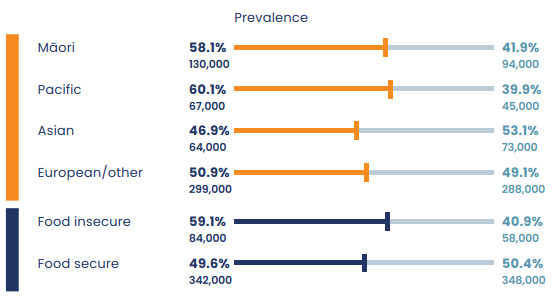 Prevalence
Māori 58.1% 41.9%
130,000 94,000
Pacific 60.1% 39.9%
67,000 45,000
Asian 46.9% 53.1%
64,000 73,000
European/other 50.9% 49.1%
299,000 288,000
Food insecure 59.1% 40.9%
84,000 58,000
Food secure 49.6% 50.4%
342,000 348,000